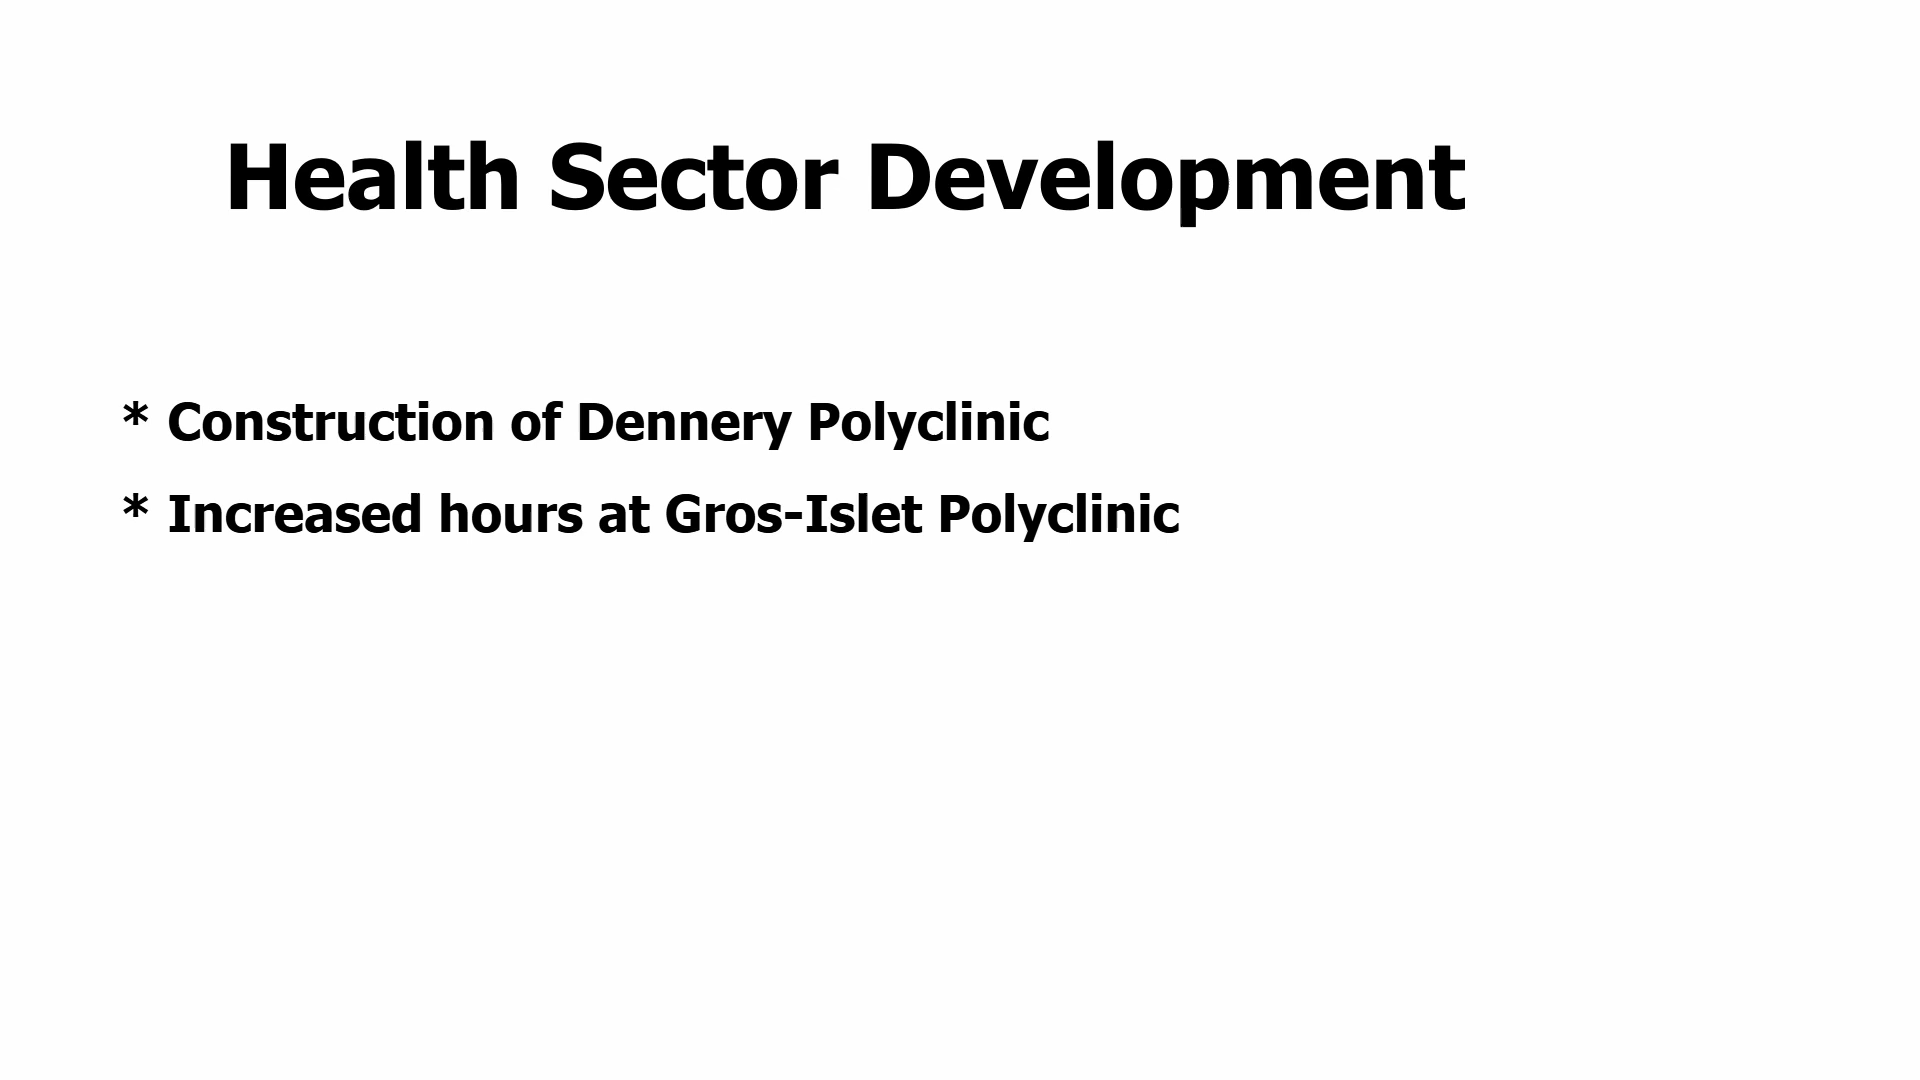 Health Sector Development
* Construction of Dennery Polyclinic
* Increased hours at Gros-Islet Polyclinic